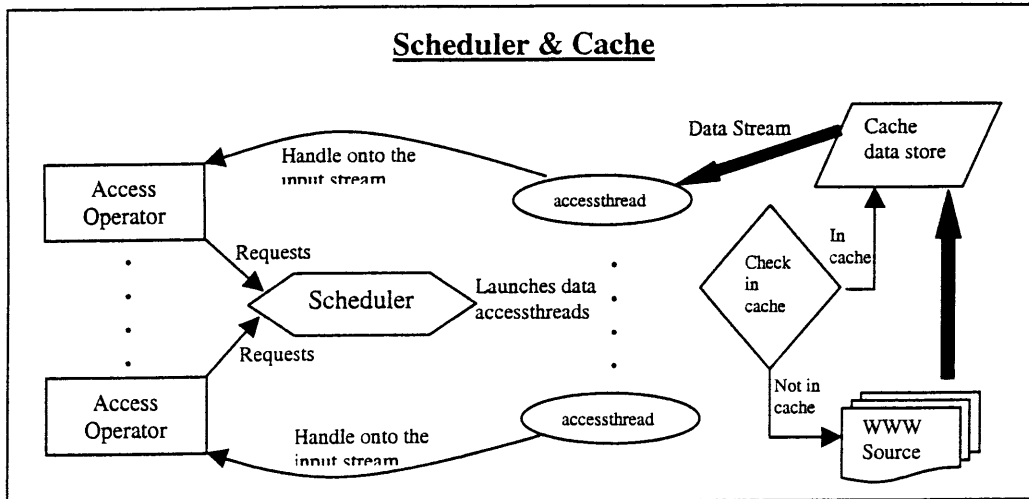 Scheduler & Cache
Data Stream
Cache
data store
Handle onto the
input stream
Access
Operator
accessthread
Requests
In
cache
Check
in
cache
Scheduler
Launches data
accessthreads
Requests
Not in
cache
Access
Operator
accessthread
Handle onto the
input stream
WWW
Source